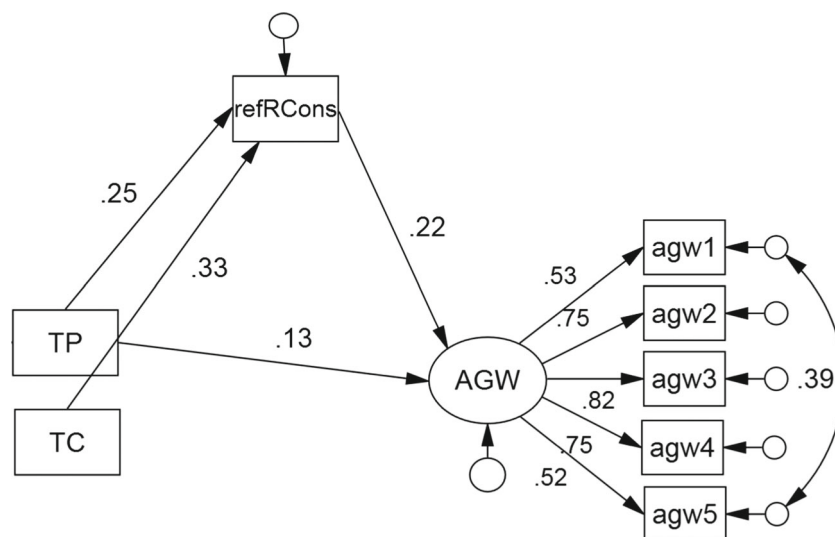 refRCons
.25
.33
.22
TP
TC
.13
AGW
.53
.75
.82
.75
.52
agw1
agw2
agw3
agw4
agw5
.39